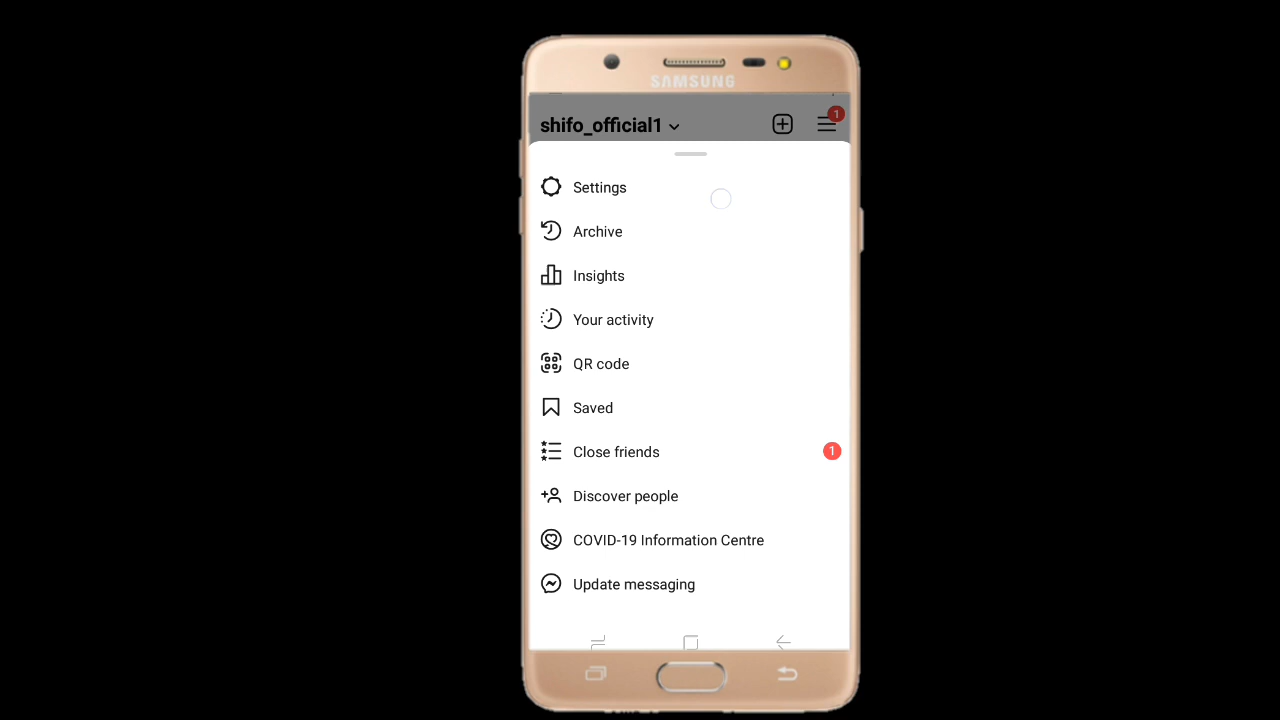 SAMSUNG
shifo_official1
1
Settings
Archive
Insights
Your activity
QR code
Saved
Close friends
1
Discover people
COVID-19 Information Centre
Update messaging